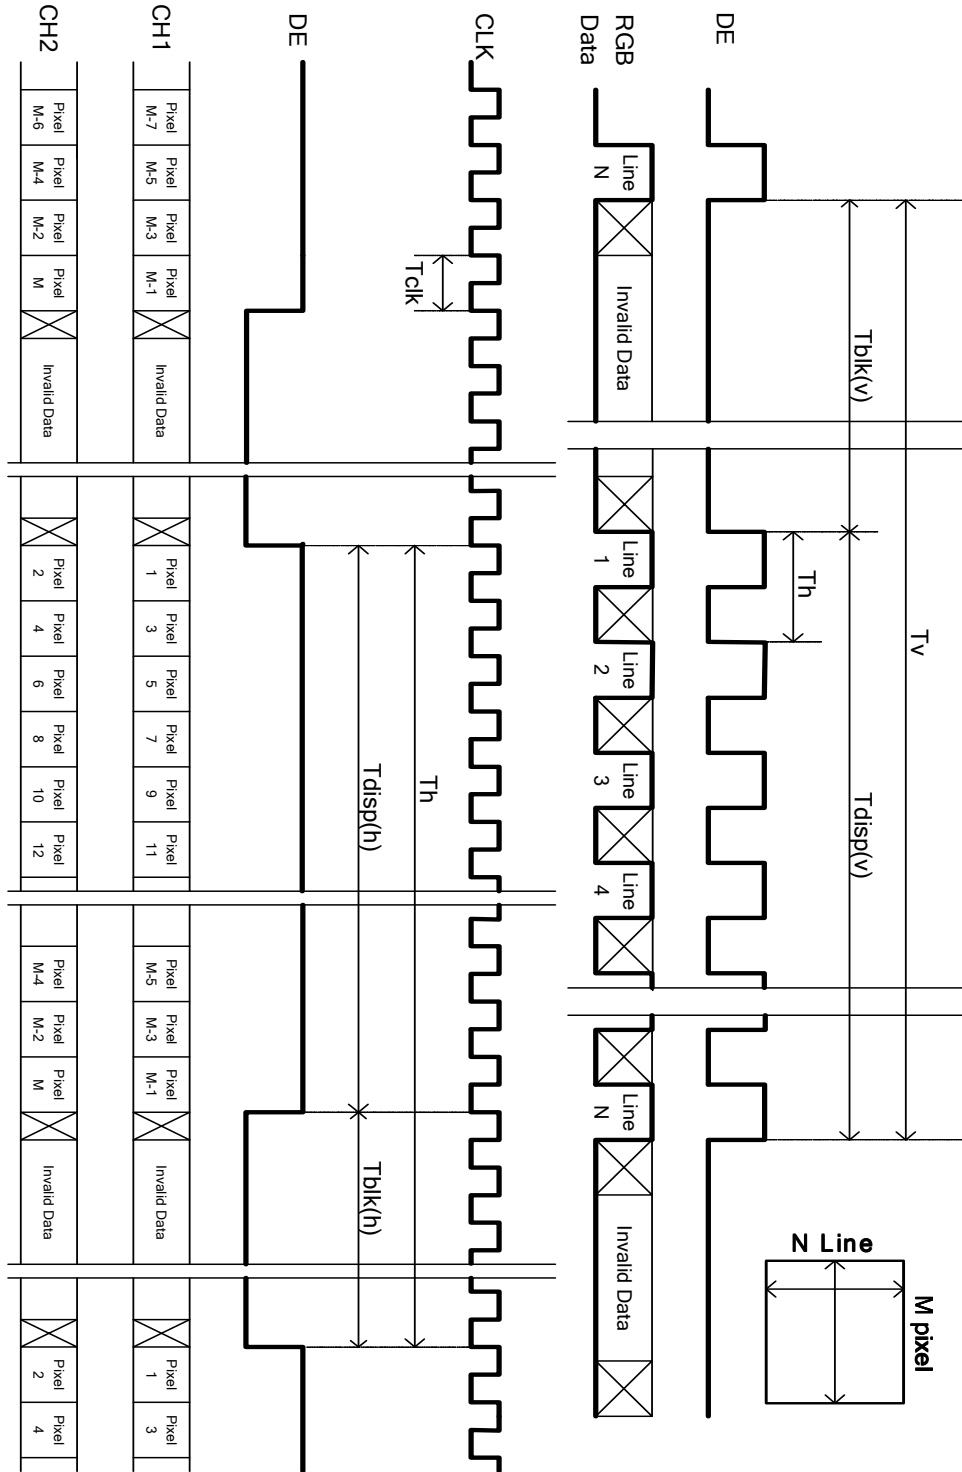 N Line
M pixel
Tv
Tblk(v)
Tdisp(v)
Th
DE
RGB
Data
Line
N
Invalid Data
Line
1
Line
2
Line
3
Line
4
Line
N
Invalid Data
CLK
Tclk
Th
Tdisp(h)
Tblk(h)
DE
CH1
Pixel
M-7
Pixel
M-5
Pixel
M-3
Pixel
M-1
Invalid Data
Pixel
1
Pixel
3
Pixel
5
Pixel
7
Pixel
9
Pixel
11
Pixel
M-5
Pixel
M-3
Pixel
M-1
Invalid Data
Pixel
1
Pixel
3
CH2
Pixel
M-6
Pixel
M-4
Pixel
M-2
Pixel
M
Invalid Data
Pixel
2
Pixel
4
Pixel
6
Pixel
8
Pixel
10
Pixel
12
Pixel
M-4
Pixel
M-2
Pixel
M
Invalid Data
Pixel
2
Pixel
4